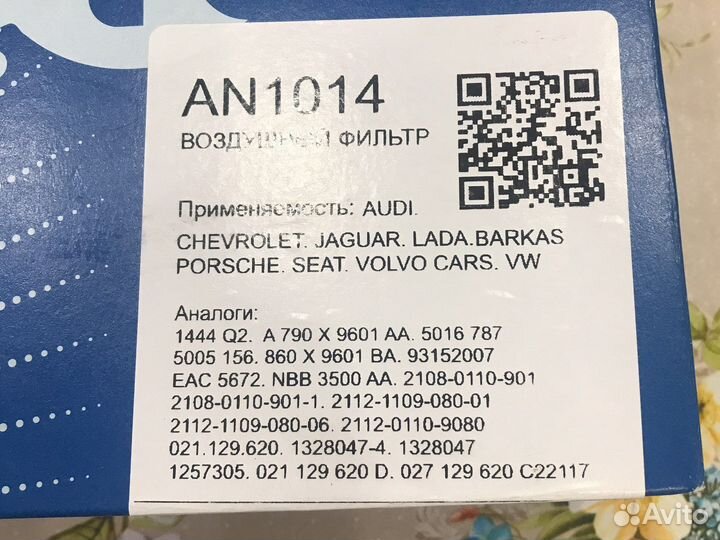 AN1014
ВОЗДУШНЫЙ ФИЛЬТР
Применяемость: AUDI.
CHEVROLET. JAGUAR. LADA.BARKAS
PORSCHE. SEAT. VOLVO CARS. VW
Аналоги:
1444 Q2. A 790 X 9601 AA. 5016 787
5005 156. 860 X 9601 BA. 93152007
EAC 5672. NBB 3500 AA. 2108-0110-901
2108-0110-901-1. 2112-1109-080-01
2112-1109-080-06. 2112-0110-9080
021.129.620. 1328047-4. 1328047
1257305. 021 129 620 D. 027 129 620 C22117
Avito